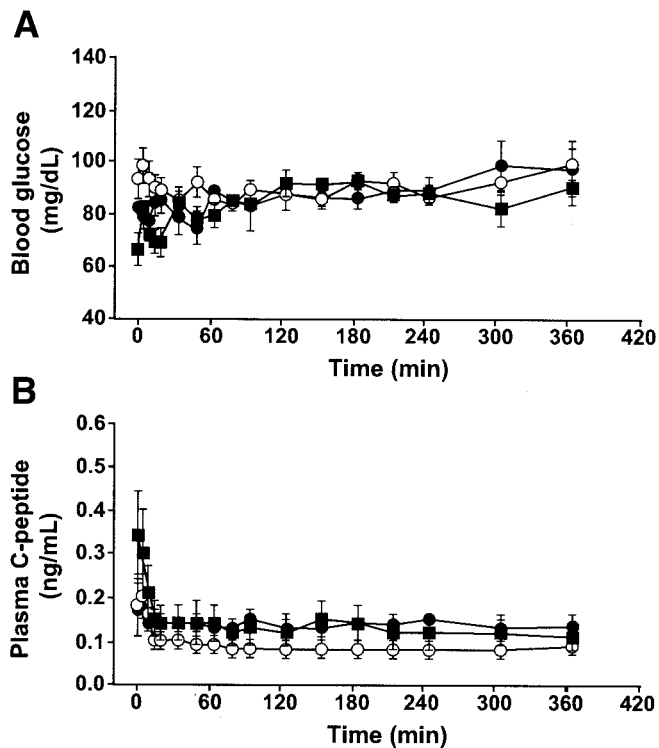 A
140
120
100
80
60
40
Blood glucose
(mg/dL)
0 60 120 180 240 300 360 420
Time (min)
B
0.6
0.5
0.4
0.3
0.2
0.1
0.0
Plasma C-peptide
(ng/mL)
0 60 120 180 240 300 360 420
Time (min)